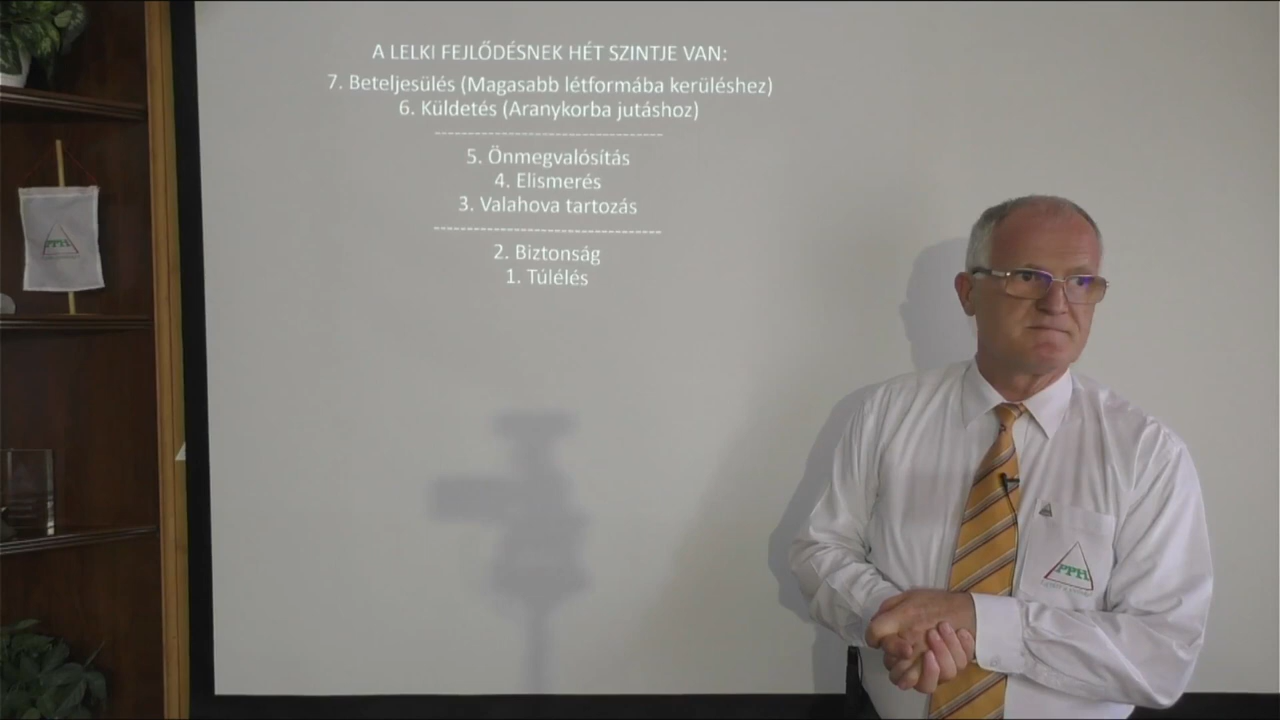 A LELKI FEJLŐDÉSNEK HÉT SZINTJE VAN:
7. Beteljesülés (Magasabb létformába kerüléshez)
6. Küldetés (Aranykorba jutáshoz)
--------------------------------
5. Önmegvalósítás
4. Elismerés
3. Valahova tartozás
--------------------------------
2. Biztonság
1. Túlélés
PPH
PPH